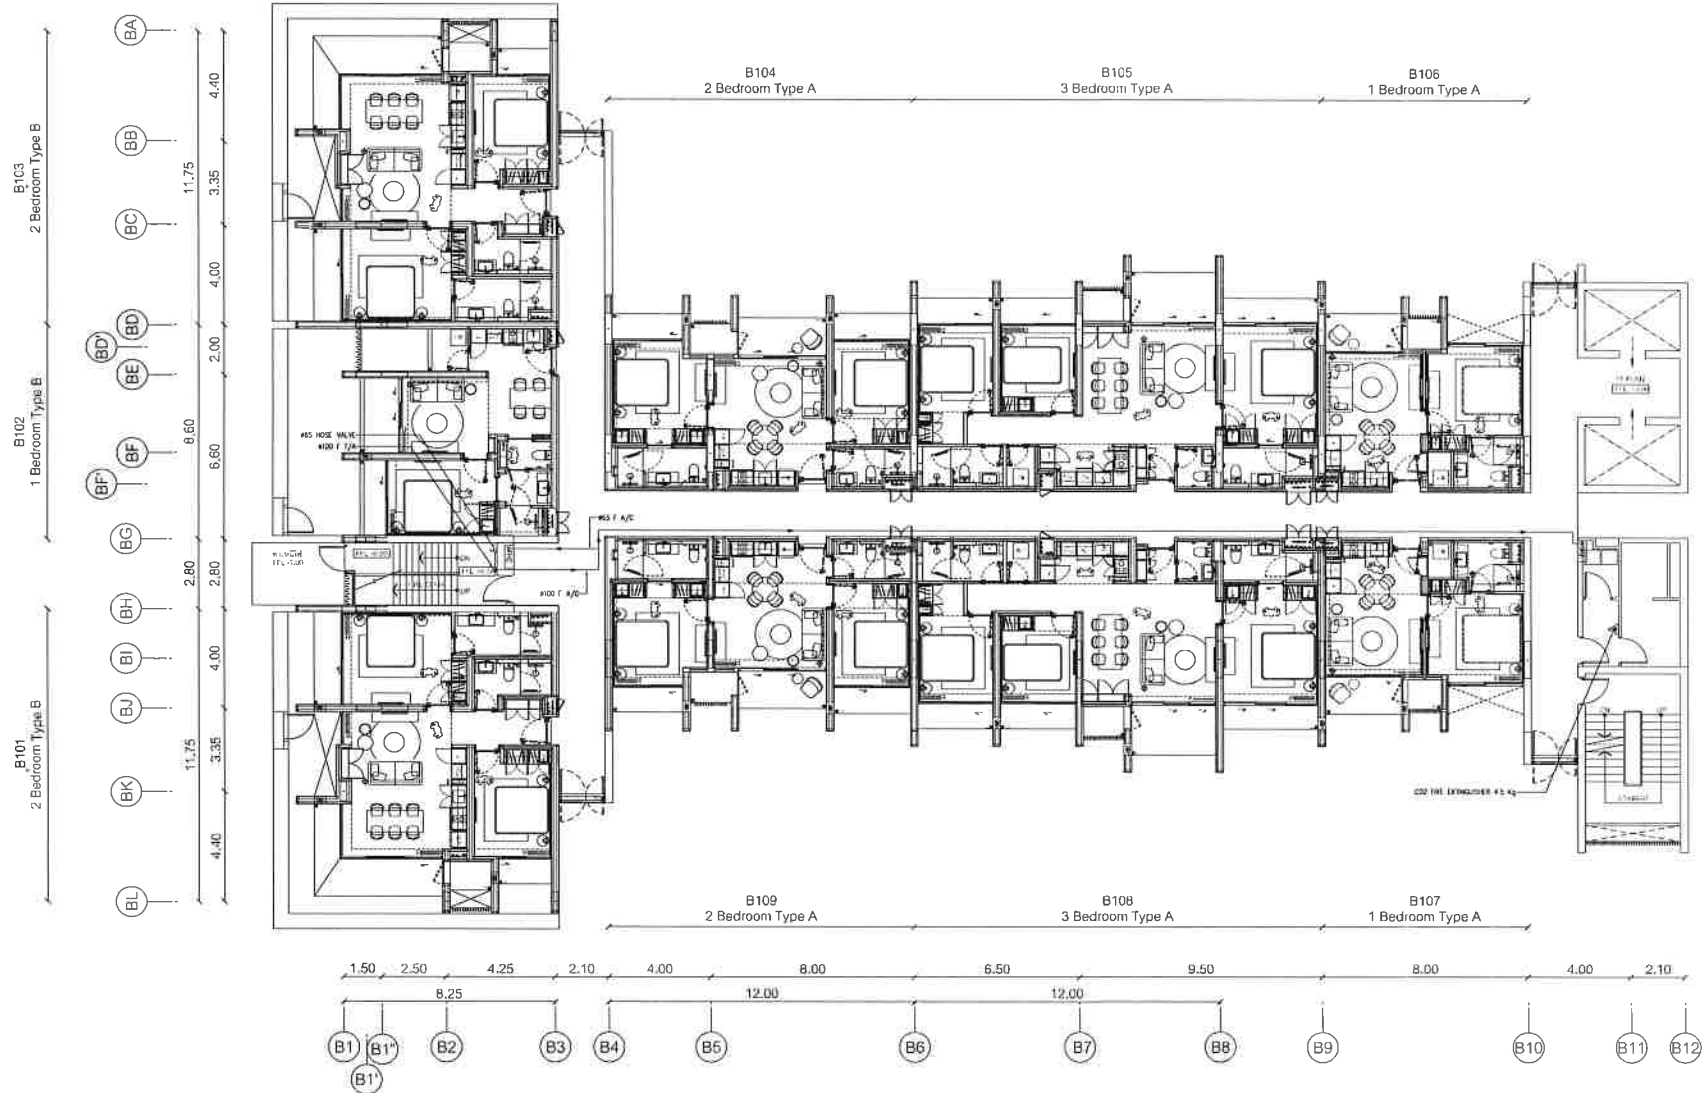 B104
2 Bedroom Type A
B105
3 Bedroom Type A
B106
1 Bedroom Type A
BA
BB
BC
BD
BD'
BE
BF
BF'
BG
BH
BI
BJ
BK
BL
B103
2 Bedroom Type B
B102
1 Bedroom Type B
B101
2 Bedroom Type B
11.75
8.60
2.80
11.75
4.40
3.35
4.00
2.00
6.60
2.80
4.00
3.35
4.40
#65 HOSE VALVE
#65 F A/C
DN
UP
CO2 FIRE EXTINGUISHER
B109
2 Bedroom Type A
B108
3 Bedroom Type A
B107
1 Bedroom Type A
1.50
2.50
4.25
2.10
4.00
8.00
6.50
9.50
8.00
4.00
2.10
8.25
12.00
12.00
B1
B1'
B1"
B2
B3
B4
B5
B6
B7
B8
B9
B10
B11
B12